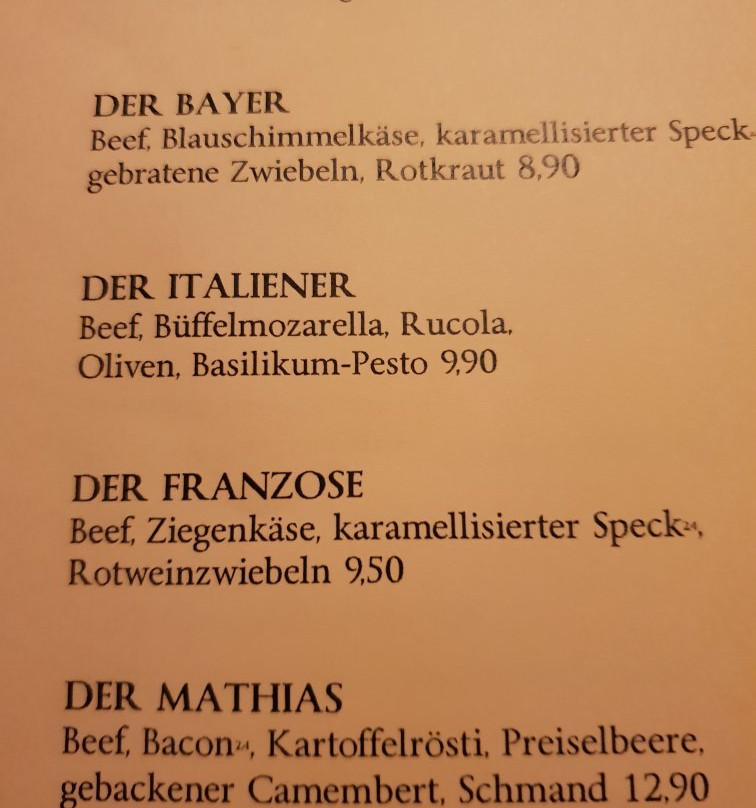 DER BAYER
Beef, Blauschimmelkäse, karamellisierter Speck
gebratene Zwiebeln, Rotkraut 8,90
DER ITALIENER
Beef, Büffelmozarella, Rucola,
Oliven, Basilikum-Pesto 9,90
DER FRANZOSE
Beef, Ziegenkäse, karamellisierter Speck²⁴,
Rotweinzwiebeln 9,50
DER MATHIAS
Beef, Bacon²⁴, Kartoffelrösti, Preiselbeere,
gebackener Camembert, Schmand 12,90